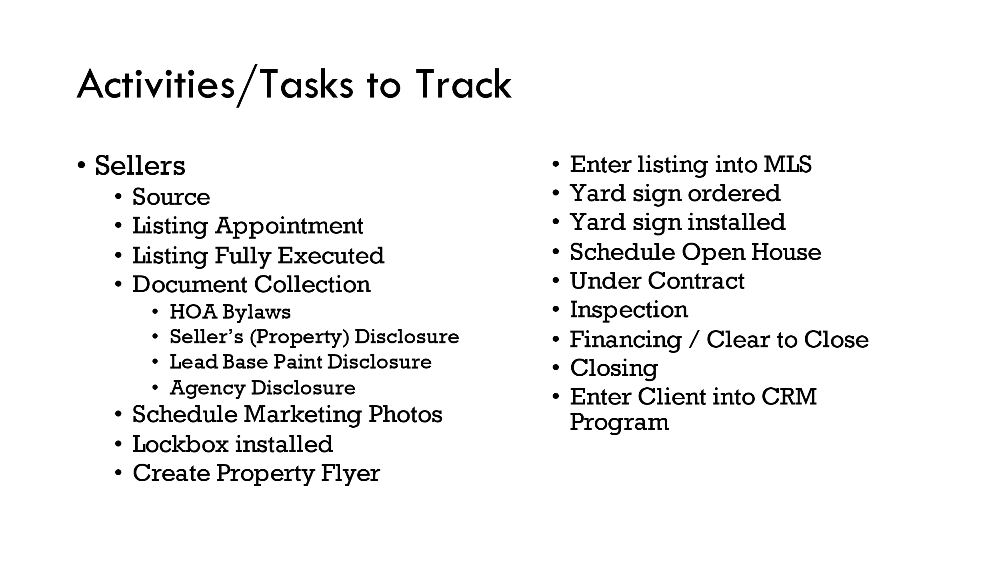 Activities/Tasks to Track
• Sellers
• Source
• Listing Appointment
• Listing Fully Executed
• Document Collection
• HOA Bylaws
• Seller’s (Property) Disclosure
• Lead Base Paint Disclosure
• Agency Disclosure
• Schedule Marketing Photos
• Lockbox installed
• Create Property Flyer
• Enter listing into MLS
• Yard sign ordered
• Yard sign installed
• Schedule Open House
• Under Contract
• Inspection
• Financing / Clear to Close
• Closing
• Enter Client into CRM
Program